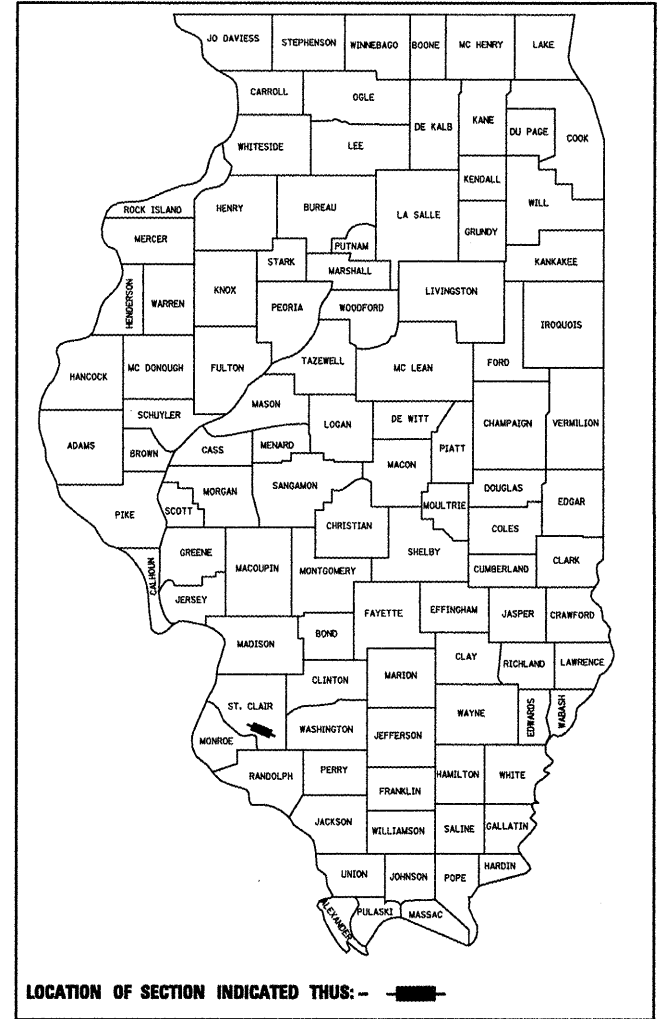 JO DAVIESS
STEPHENSON
WINNEBAGO
BOONE
MC HENRY
LAKE
CARROLL
OGLE
DE KALB
KANE
DU PAGE
COOK
WHITESIDE
LEE
KENDALL
WILL
ROCK ISLAND
HENRY
BUREAU
LA SALLE
GRUNDY
MERCER
PUTNAM
STARK
MARSHALL
KANKAKEE
HENDERSON
WARREN
KNOX
PEORIA
WOODFORD
LIVINGSTON
IROQUOIS
HANCOCK
MC DONOUGH
FULTON
TAZEWELL
MC LEAN
FORD
SCHUYLER
MASON
LOGAN
DE WITT
CHAMPAIGN
VERMILION
ADAMS
BROWN
CASS
MENARD
MACON
PIATT
PIKE
SCOTT
MORGAN
SANGAMON
CHRISTIAN
MOULTRIE
DOUGLAS
COLES
EDGAR
CALHOUN
GREENE
MACOUPIN
MONTGOMERY
SHELBY
CUMBERLAND
CLARK
JERSEY
FAYETTE
EFFINGHAM
JASPER
CRAWFORD
MADISON
BOND
CLAY
RICHLAND
LAWRENCE
CLINTON
MARION
WAYNE
EDWARDS
WABASH
ST. CLAIR
WASHINGTON
JEFFERSON
MONROE
RANDOLPH
PERRY
HAMILTON
WHITE
FRANKLIN
JACKSON
WILLIAMSON
SALINE
GALLATIN
UNION
JOHNSON
POPE
HARDIN
ALEXANDER
PULASKI
MASSAC
LOCATION OF SECTION INDICATED THUS:-